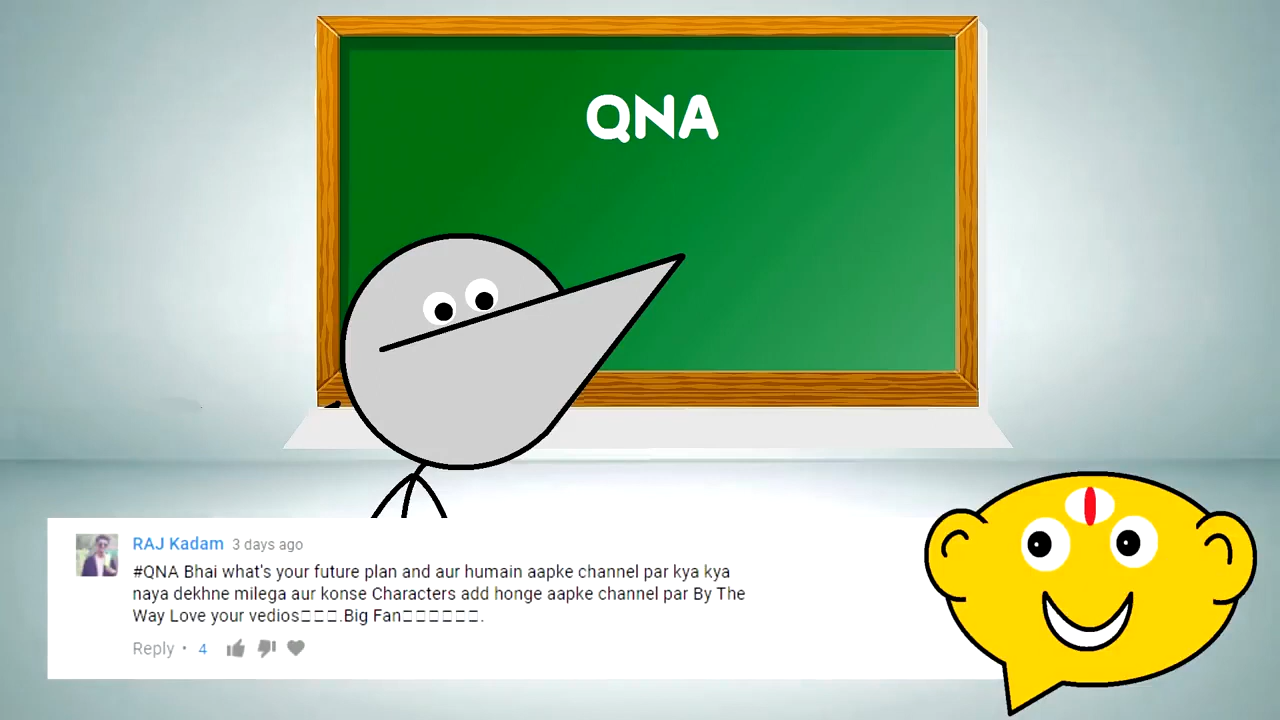 QNA
RAJ Kadam 3 days ago
#QNA Bhai what's your future plan and aur humain aapke channel par kya kya
naya dekhne milega aur konse Characters add honge aapke channel par By The
Way Love your vedios□□□.Big Fan□□□□□□.
Reply • 4